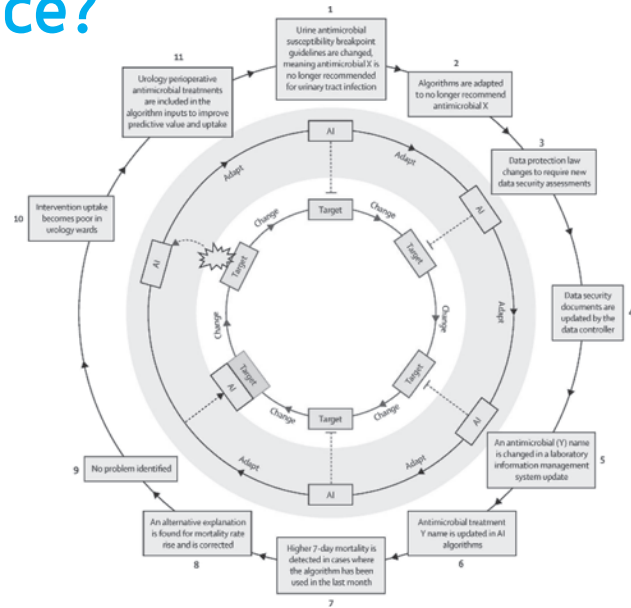 ce?
1
Urine antimicrobial
susceptibility breakpoint
guidelines are changed,
meaning antimicrobial X is
no longer recommended
for urinary tract infection
2
Algorithms are adapted
to no longer recommend
antimicrobial X
3
Data protection law
changes to require new
data security assessments
Data security
documents are
updated by the
data controller
4
An antimicrobial (Y) name
is changed in a laboratory
information management
system update
5
Antimicrobial treatment
Y name is updated in AI
algorithms
6
Higher 7-day mortality is
detected in cases where
the algorithm has been
used in the last month
7
An alternative explanation
is found for mortality rate
rise and is corrected
8
9
No problem identified
10
Intervention uptake
becomes poor in
urology wards
11
Urology perioperative
antimicrobial treatments
are included in the
algorithm inputs to improve
predictive value and uptake
AI
Adapt
AI
Adapt
AI
Adapt
AI
Adapt
AI
AI
Adapt
Target
Change
Target
Change
Target
Change
Target
Change
Target
Change
Target
Change